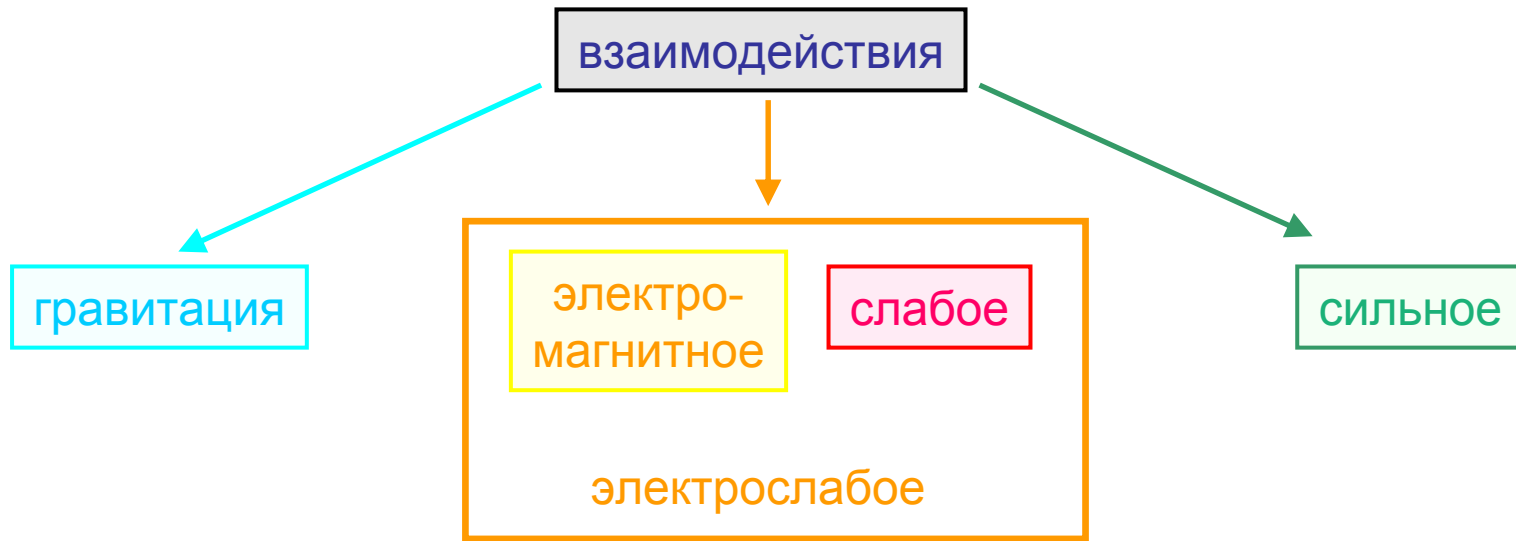 взаимодействия
гравитация
электро-
магнитное
слабое
сильное
электрослабое